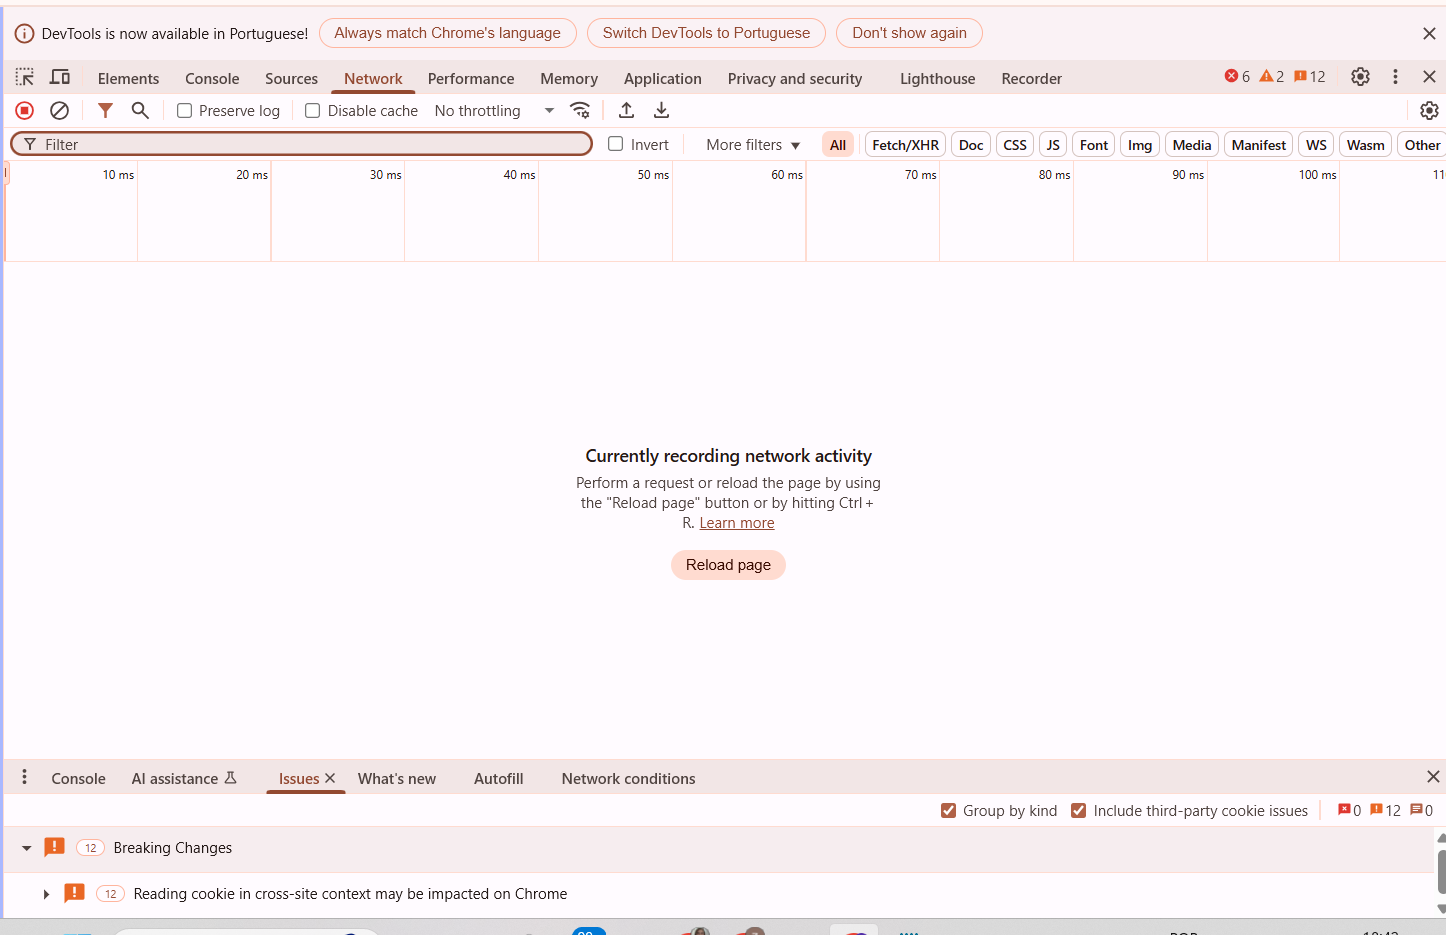 DevTools is now available in Portuguese! Always match Chrome's language Switch DevTools to Portuguese Don't show again
Elements Console Sources Network Performance Memory Application Privacy and security Lighthouse Recorder 6 2 12
Preserve log Disable cache No throttling
Filter Invert More filters All Fetch/XHR Doc CSS JS Font Img Media Manifest WS Wasm Other
10 ms 20 ms 30 ms 40 ms 50 ms 60 ms 70 ms 80 ms 90 ms 100 ms 11
Currently recording network activity
Perform a request or reload the page by using
the "Reload page" button or by hitting Ctrl +
R. Learn more
Reload page
Console AI assistance Issues What's new Autofill Network conditions
Group by kind Include third-party cookie issues 0 12 0
12 Breaking Changes
12 Reading cookie in cross-site context may be impacted on Chrome